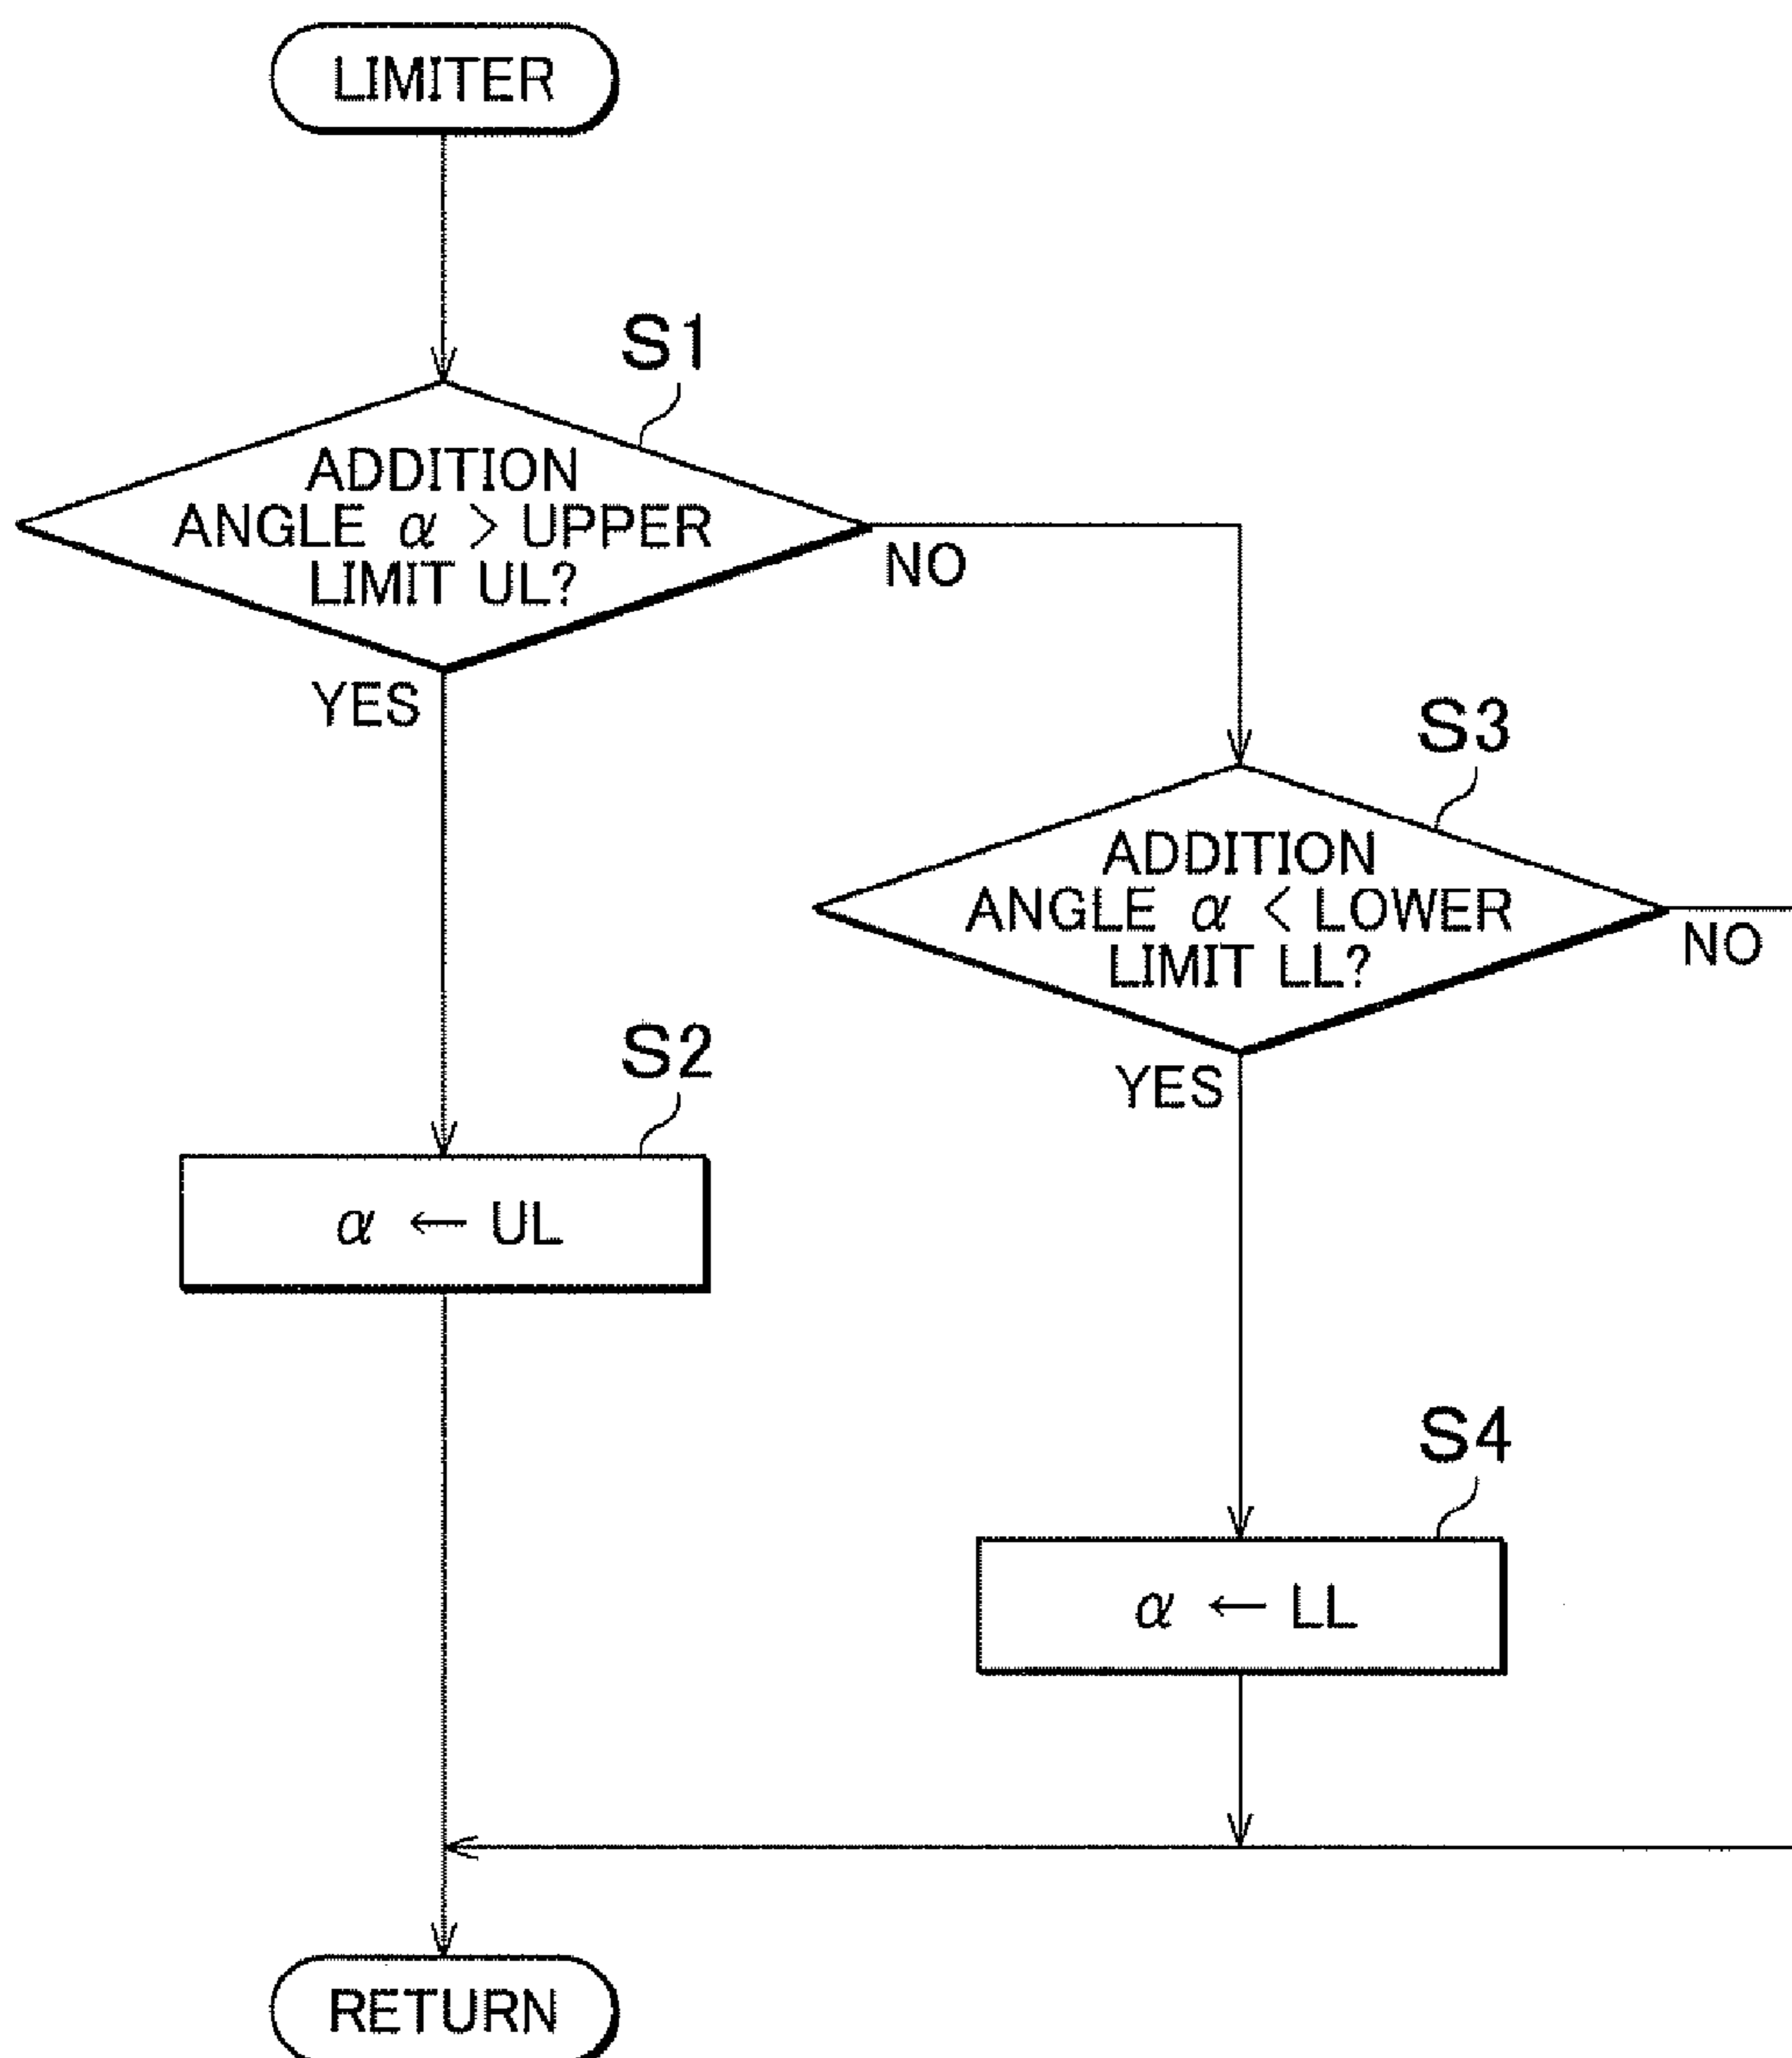 LIMITER
S1
ADDITION
ANGLE α > UPPER
LIMIT UL?
NO
YES
S3
ADDITION
ANGLE α < LOWER
LIMIT LL?
NO
YES
S2
α ← UL
S4
α ← LL
RETURN